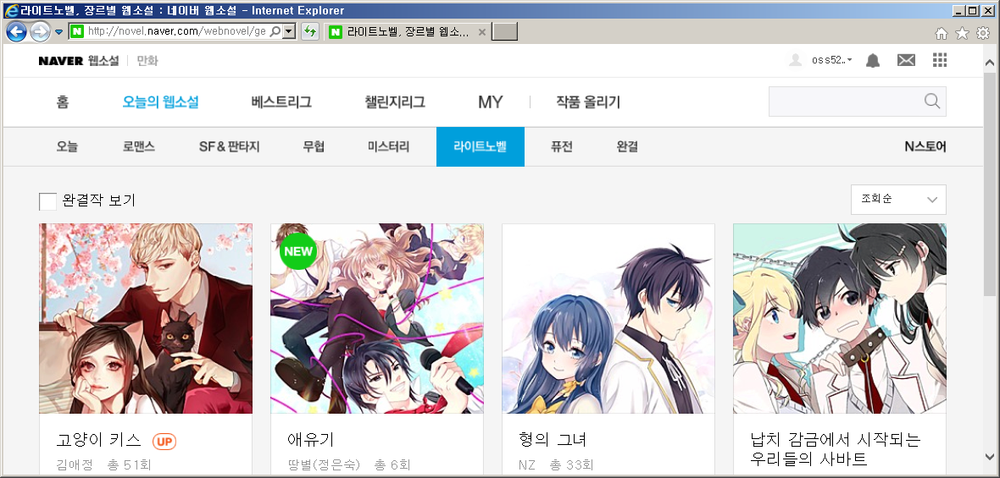 라이트노벨, 장르별 웹소설 : 네이버 웹소설 - Internet Explorer
http://novel.naver.com/webnovel/ge
라이트노벨, 장르별 웹소...
NAVER 웹소설 만화
oss52..
홈 오늘의 웹소설 베스트리그 챌린지리그 MY 작품 올리기
오늘 로맨스 SF & 판타지 무협 미스터리 라이트노벨 퓨전 완결 N스토어
완결작 보기
조회순
NEW
고양이 키스 UP
김애정 총 51회
애유기
땅별(정은숙) 총 6회
형의 그녀
NZ 총 33회
납치 감금에서 시작되는
우리들의 사바트